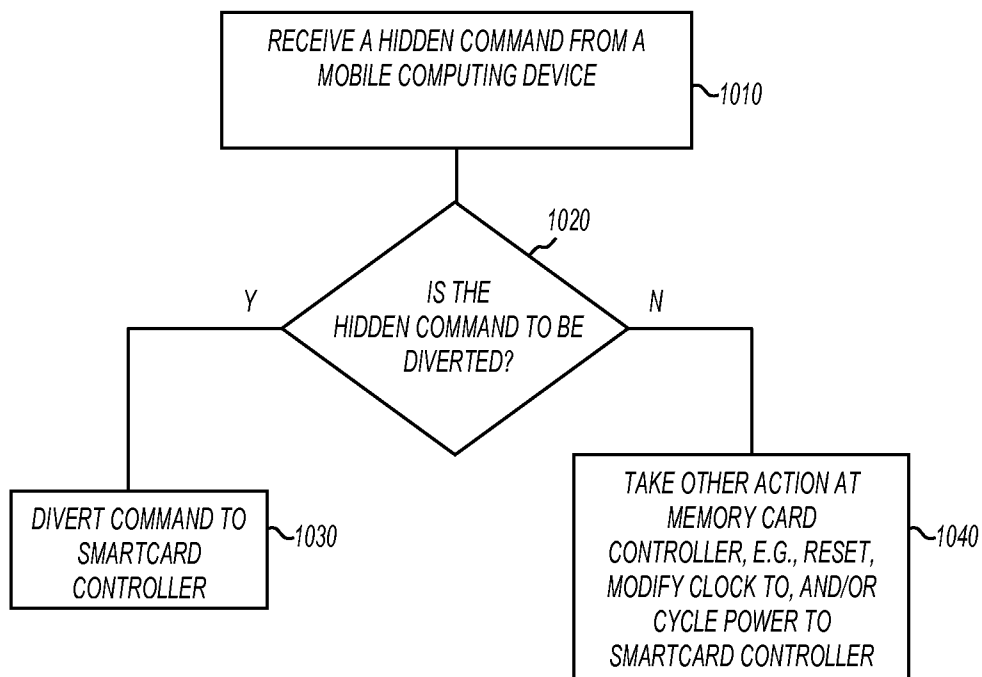 RECEIVE A HIDDEN COMMAND FROM A
MOBILE COMPUTING DEVICE
1010
1020
IS THE
HIDDEN COMMAND TO BE
DIVERTED?
Y
N
DIVERT COMMAND TO
SMARTCARD
CONTROLLER
1030
TAKE OTHER ACTION AT
MEMORY CARD
CONTROLLER, E.G., RESET,
MODIFY CLOCK TO, AND/OR
CYCLE POWER TO
SMARTCARD CONTROLLER
1040